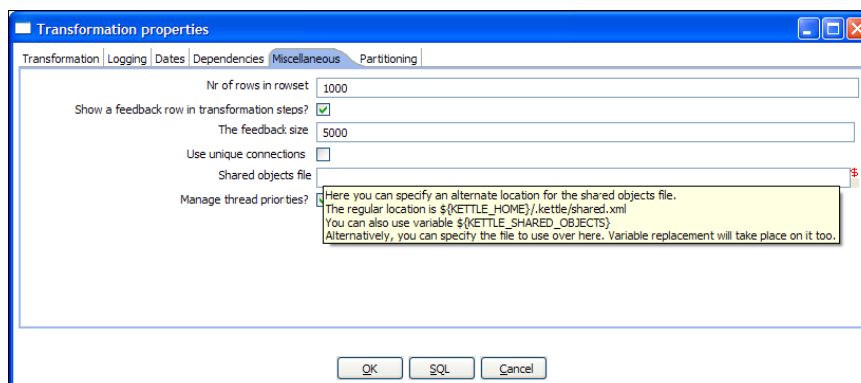 Transformation properties
Transformation Logging Dates Dependencies Miscellaneous Partitioning
Nr of rows in rowset 1000
Show a feedback row in transformation steps?
The feedback size 5000
Use unique connections
Shared objects file $
Manage thread priorities?
Here you can specify an alternate location for the shared objects file.
The regular location is ${KETTLE_HOME}/.kettle/shared.xml
You can also use variable ${KETTLE_SHARED_OBJECTS}
Alternatively, you can specify the file to use over here. Variable replacement will take place on it too.
OK SQL Cancel